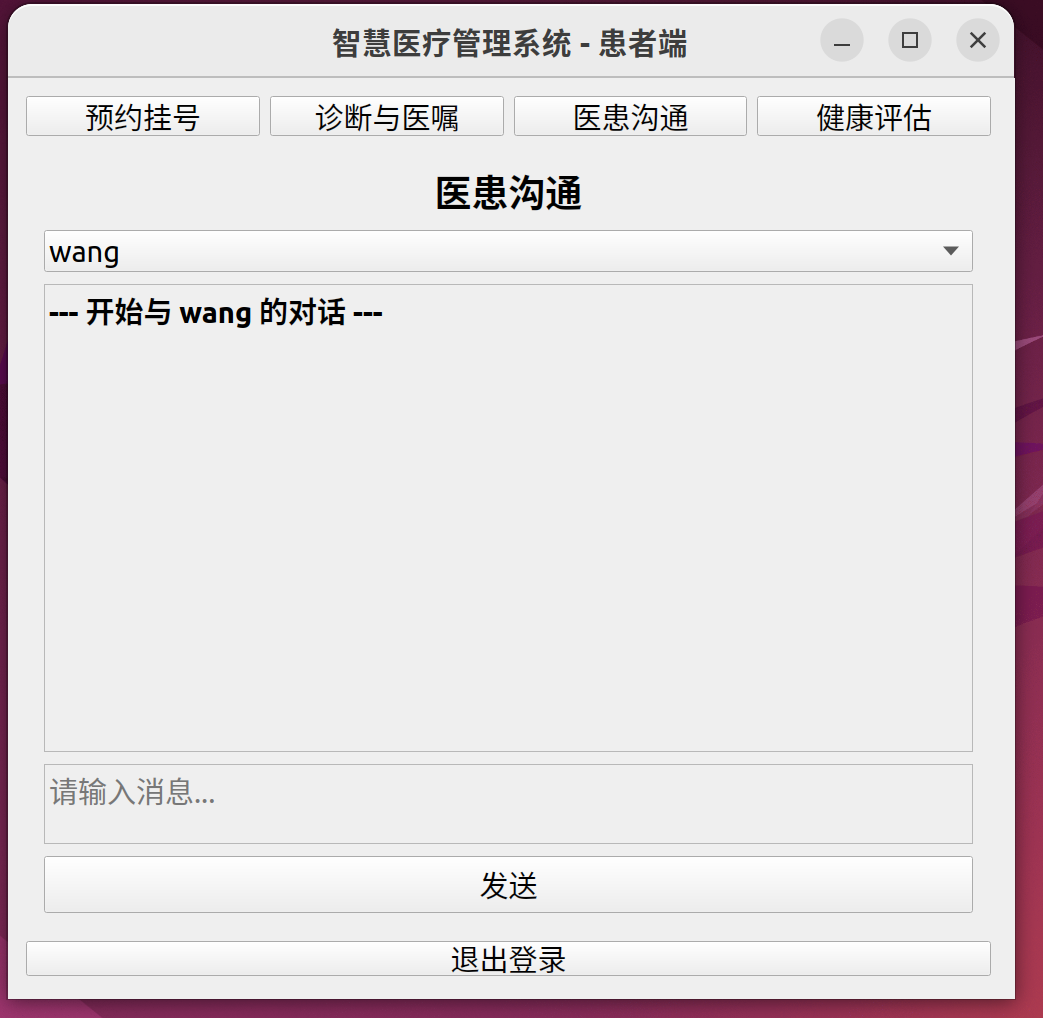 智慧医疗管理系统 - 患者端
预约挂号 诊断与医嘱 医患沟通 健康评估
医患沟通
wang
--- 开始与 wang 的对话 ---
请输入消息...
发送
退出登录